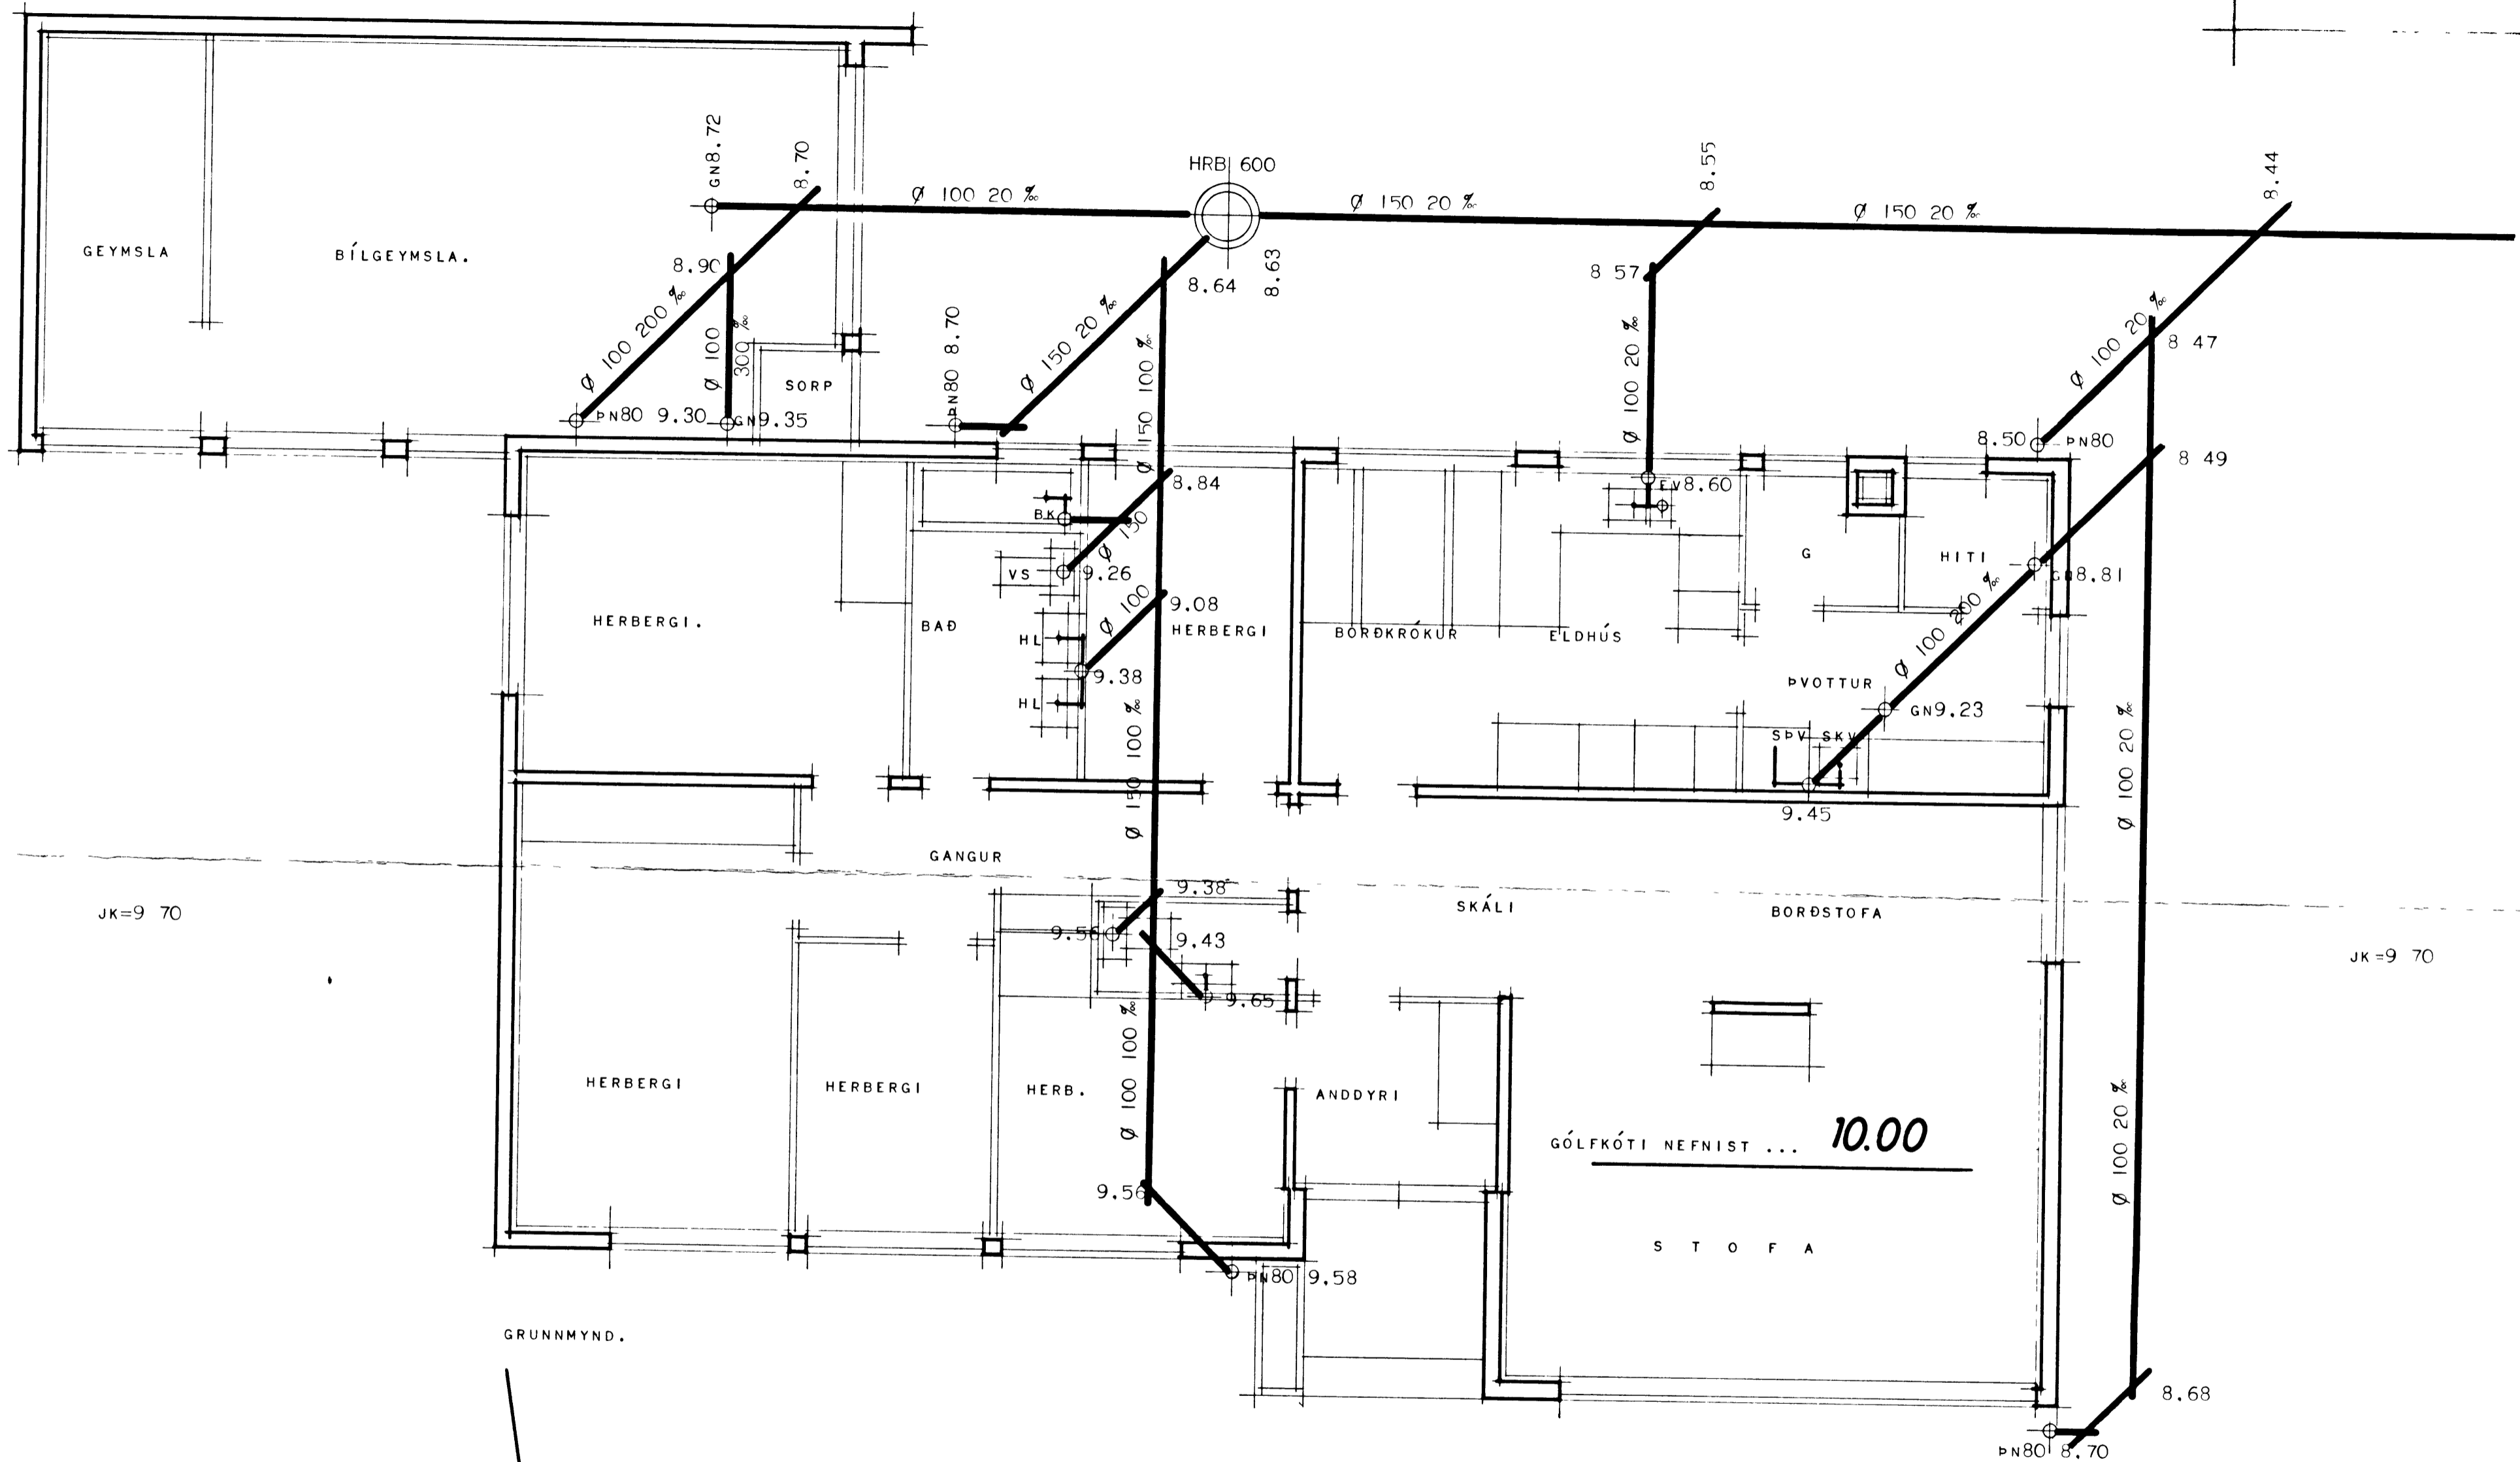 HRB 600
GN8.72
8.70
Ø 100 20 ‰
Ø 150 20 ‰
8.55
Ø 150 20 ‰
8.44
GEYMSLA
BÍLGEYMSLA.
8.90
8.64
8.63
8 57
Ø 100 200 ‰
Ø 100
300 ‰
ÞN80 8.70
Ø 150 20 ‰
Ø 150 100 ‰
Ø 100 20 ‰
Ø 100 20 ‰
8 47
SORP
ÞN80 9.30
GN9.35
8.50
ÞN80
8 49
8.84
8.60
BK
Ø 150
VS
9.26
G
HITI
GN8.81
HERBERGI.
BAÐ
HL
Ø 100
9.08
HERBERGI
BORÐKRÓKUR
ELDHÚS
Ø 100 200 ‰
9.38
HL
ÞVOTTUR
GN9.23
SÞV SKV
Ø 150 100 ‰
9.45
Ø 100 20 ‰
GANGUR
9.38
JK=9 70
SKÁLI
BORÐSTOFA
9.43
JK=9 70
9.65
Ø 100 100 ‰
HERBERGI
HERBERGI
HERB.
ANDDYRI
Ø 100 20 ‰
GÓLFKÓTI NEFNIST ... 10.00
9.56
STOFA
ÞN80 9.58
GRUNNMYND.
8.68
ÞN80 8.70